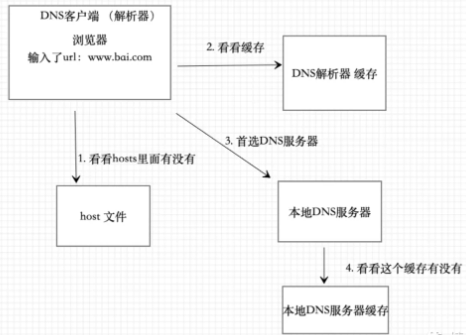 DNS客户端 （解析器）
浏览器
输入了url：www.bai.com
2. 看看缓存
DNS解析器 缓存
3. 首选DNS服务器
1. 看看hosts里面有没有
host 文件
本地DNS服务器
4. 看看这个缓存有没有
本地DNS服务器缓存